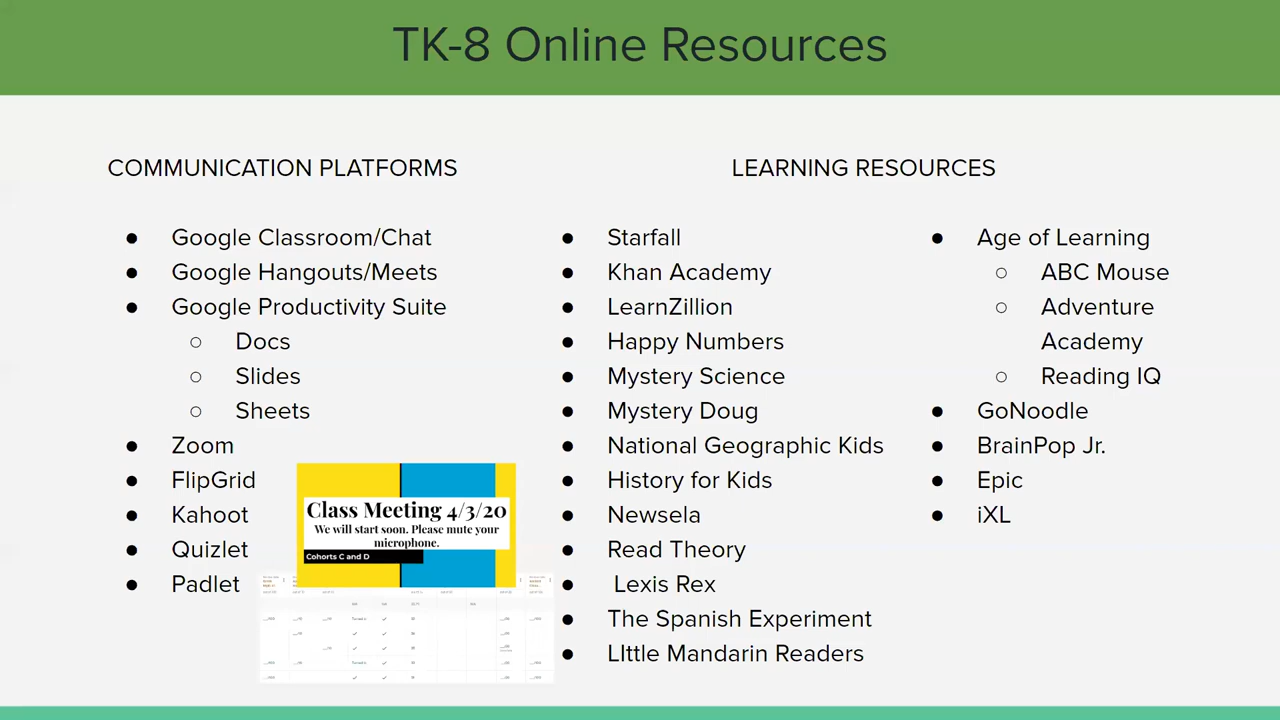 TK-8 Online Resources
COMMUNICATION PLATFORMS
● Google Classroom/Chat
● Google Hangouts/Meets
● Google Productivity Suite
○ Docs
○ Slides
○ Sheets
● Zoom
● FlipGrid
● Kahoot
● Quizlet
● Padlet
Class Meeting 4/3/20
We will start soon. Please mute your
microphone.
Cohorts C and D
LEARNING RESOURCES
● Starfall
● Khan Academy
● LearnZillion
● Happy Numbers
● Mystery Science
● Mystery Doug
● National Geographic Kids
● History for Kids
● Newsela
● Read Theory
● Lexis Rex
● The Spanish Experiment
● LIttle Mandarin Readers
● Age of Learning
○ ABC Mouse
○ Adventure
Academy
○ Reading IQ
● GoNoodle
● BrainPop Jr.
● Epic
● iXL